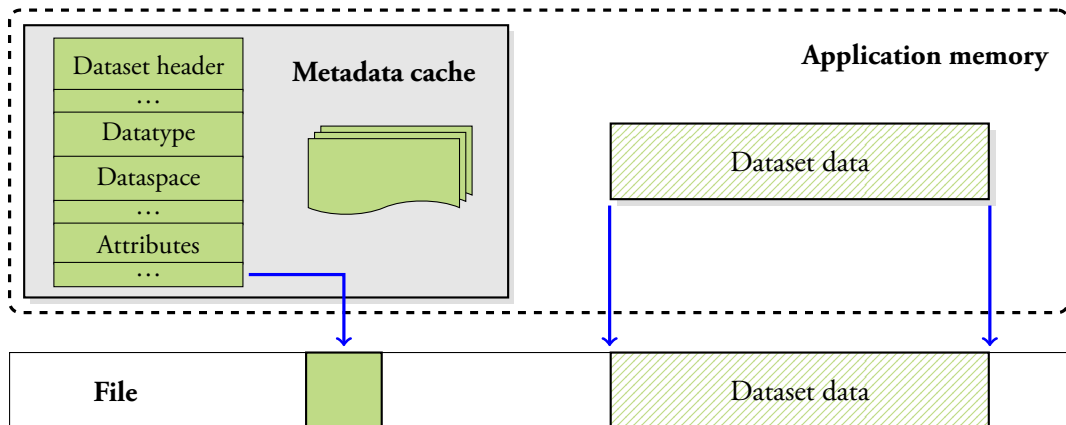 Dataset header
...
Datatype
Dataspace
...
Attributes
...
Metadata cache
Application memory
Dataset data
File
Dataset data